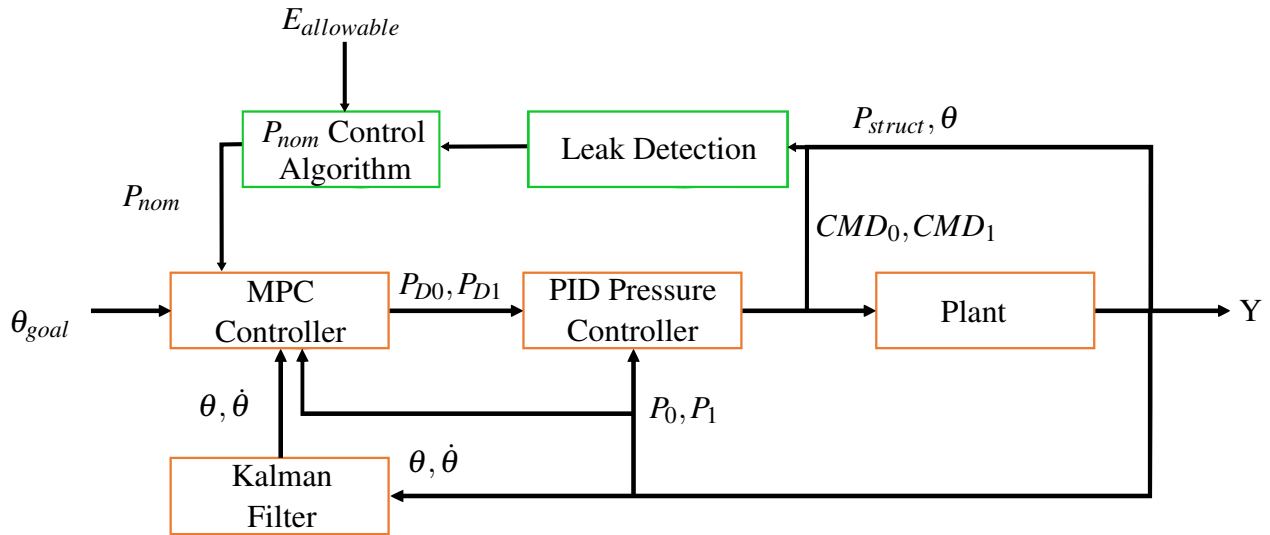 E_allowable
P_nom Control
Algorithm
Leak Detection
P_struct, θ
P_nom
CMD_0, CMD_1
θ_goal
MPC
Controller
P_D0, P_D1
PID Pressure
Controller
Plant
Y
θ, θ̇
P_0, P_1
Kalman
Filter
θ, θ̇